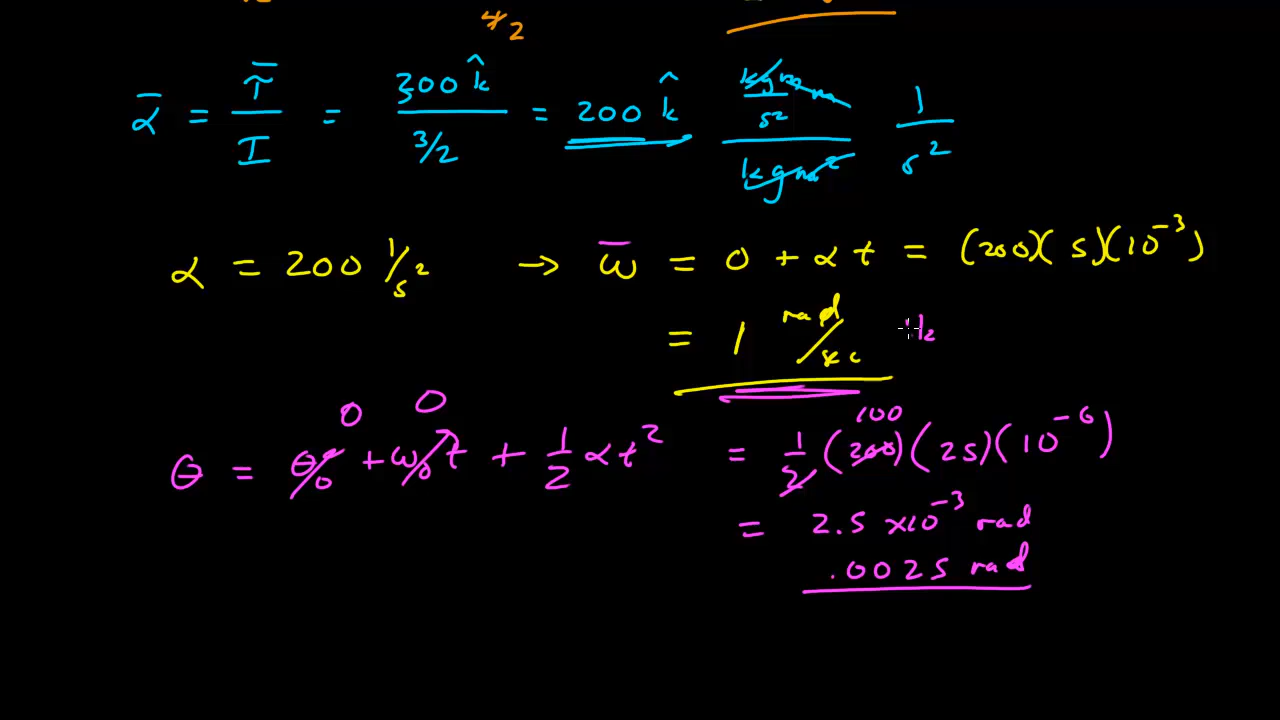 4/2
ᾱ = τ̄/I = 300 k̂ / 3/2 = 200 k̂ (kg m/s² m)/(kg m²) 1/s²
α = 200 1/s² → ω̄ = 0 + αt = (200)(5)(10⁻³)
= 1 rad/sec
0 0 100
θ = θ₀ + ω₀t + 1/2 αt² = 1/2 (200)(25)(10⁻⁶)
= 2.5 x10⁻³ rad
.0025 rad